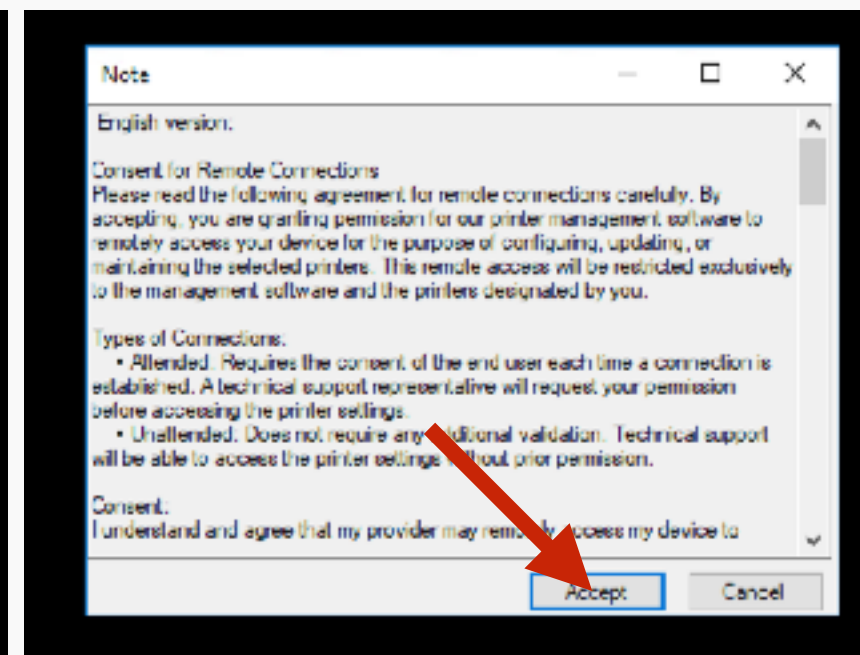 Note
English version:
Consent for Remote Connections
Please read the following agreement for remote connections carefully. By
accepting, you are granting permission for our printer management software to
remotely access your device for the purpose of configuring, updating, or
maintaining the selected printers. This remote access will be restricted exclusively
to the management software and the printers designated by you.
Types of Connections:
• Attended: Requires the consent of the end user each time a connection is
established. A technical support representative will request your permission
before accessing the printer settings.
• Unattended: Does not require any additional validation. Technical support
will be able to access the printer settings without prior permission.
Consent:
I understand and agree that my provider may remotely access my device to
Accept
Cancel